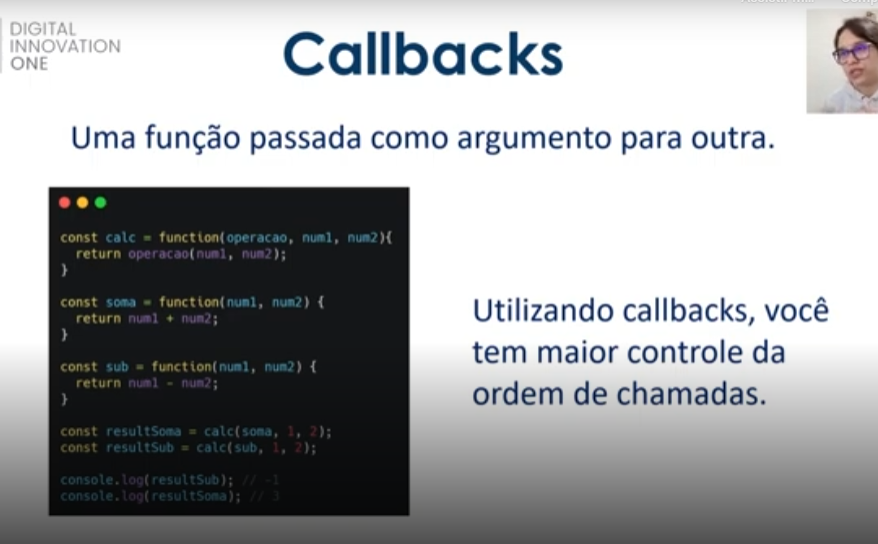 DIGITAL
INNOVATION
ONE
Callbacks
Uma função passada como argumento para outra.
const calc = function(operacao, num1, num2){
return operacao(num1, num2);
}
const soma = function(num1, num2) {
return num1 + num2;
}
const sub = function(num1, num2) {
return num1 - num2;
}
const resultSoma = calc(soma, 1, 2);
const resultSub = calc(sub, 1, 2);
console.log(resultSub); // -1
console.log(resultSoma); // 3
Utilizando callbacks, você
tem maior controle da
ordem de chamadas.